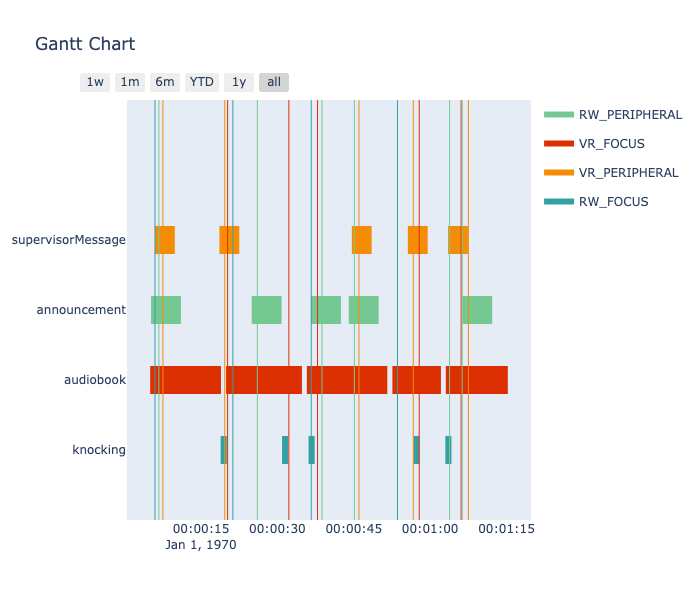 Gantt Chart
1w 1m 6m YTD 1y all
RW_PERIPHERAL
VR_FOCUS
VR_PERIPHERAL
RW_FOCUS
supervisorMessage
announcement
audiobook
knocking
00:00:15 00:00:30 00:00:45 00:01:00 00:01:15
Jan 1, 1970